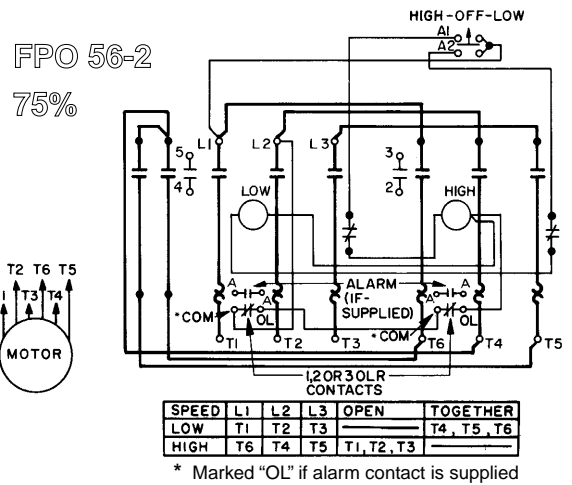 HIGH-OFF-LOW
A1
A2
FPO 56-2
75%
5
L1
L2
L3
3
4
2
LOW
HIGH
T2 T6 T5
1 T3 T4
MOTOR
A A ALARM A A
(IF-
SUPPLIED)
*COM OL *COM OL
T1 T2 T3 T6 T4 T5
1,2 OR 3 OLR
CONTACTS
SPEED L1 L2 L3 OPEN TOGETHER
LOW T1 T2 T3 T4, T5, T6
HIGH T6 T4 T5 T1, T2, T3
* Marked “OL” if alarm contact is supplied